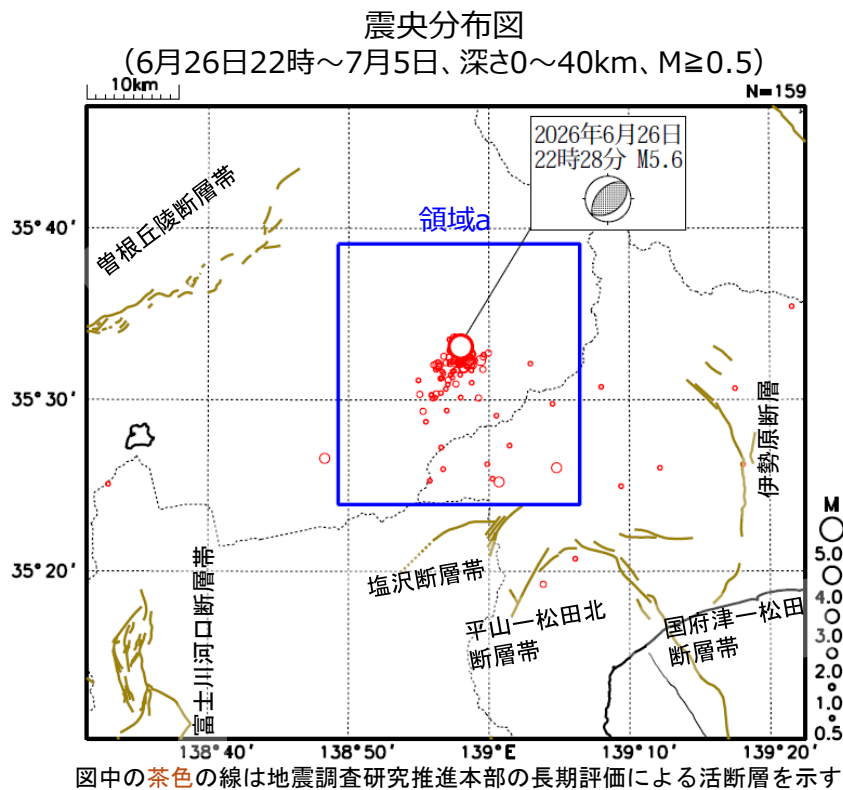 震央分布図
（6月26日22時～7月5日、深さ0～40km、M≧0.5）
10km
N=159
2026年6月26日
22時28分 M5.6
領域a
曽根丘陵断層帯
35°40′
35°30′
35°20′
伊勢原断層
塩沢断層帯
平山ー松田北
断層帯
国府津ー松田
断層帯
富士川河口断層帯
M
5.0
4.0
3.0
2.0
1.0
0.5
138°40′
138°50′
139°E
139°10′
139°20′
図中の茶色の線は地震調査研究推進本部の長期評価による活断層を示す